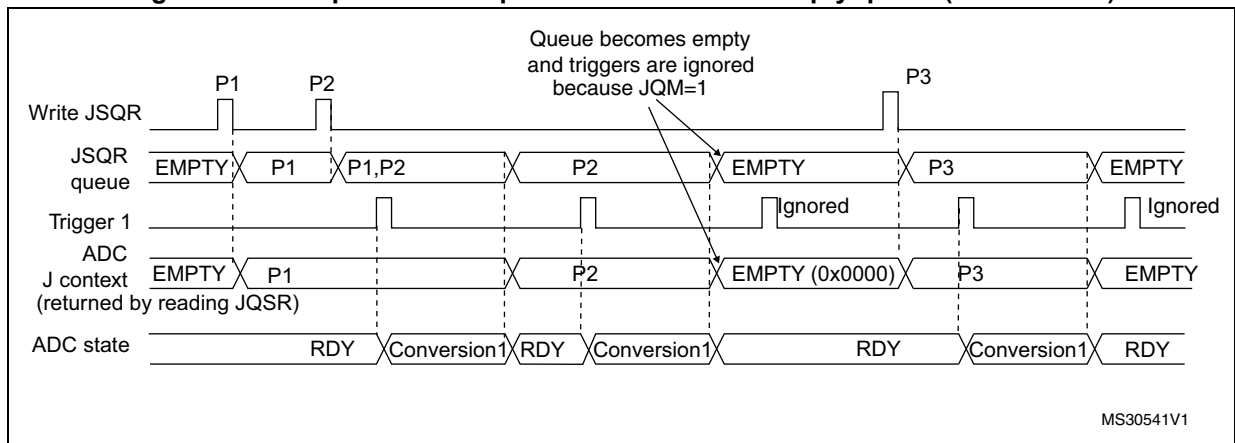 Queue becomes empty
and triggers are ignored
because JQM=1
P1 P2 P3
Write JSQR
JSQR
queue
EMPTY P1 P1,P2 P2 EMPTY P3 EMPTY
Trigger 1
Ignored Ignored
ADC
J context
(returned by reading JQSR)
EMPTY P1 P2 EMPTY (0x0000) P3 EMPTY
ADC state
RDY Conversion1 RDY Conversion1 RDY Conversion1 RDY
MS30541V1